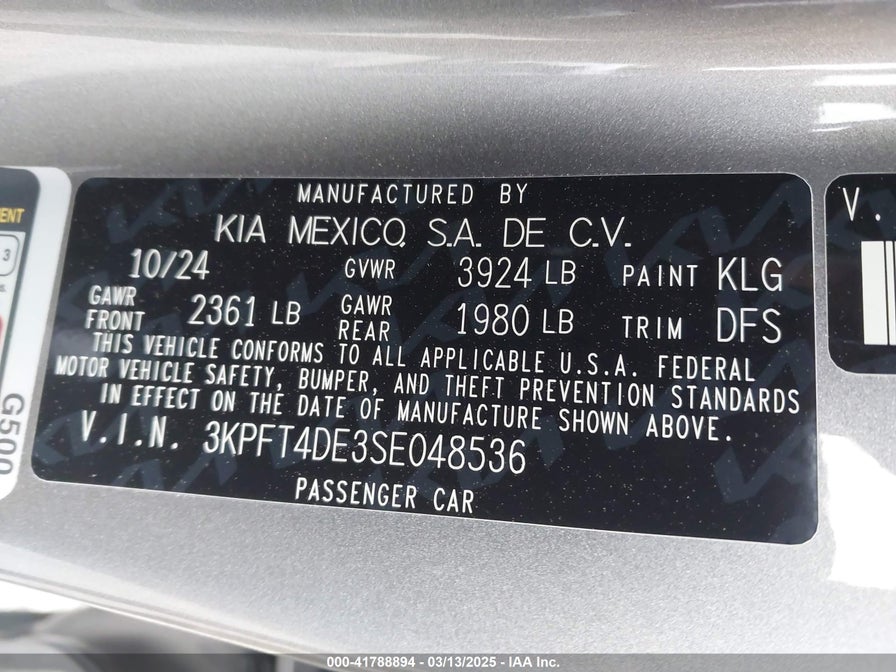 MANUFACTURED BY
KIA MEXICO, S.A. DE C.V.
10/24 GVWR 3924 LB PAINT KLG
GAWR FRONT 2361 LB GAWR REAR 1980 LB TRIM DFS
THIS VEHICLE CONFORMS TO ALL APPLICABLE U.S.A. FEDERAL
MOTOR VEHICLE SAFETY, BUMPER, AND THEFT PREVENTION STANDARDS
IN EFFECT ON THE DATE OF MANUFACTURE SHOWN ABOVE.
V.I.N. 3KPFT4DE3SE048536
PASSENGER CAR
3
G500
V.
000-41788894 - 03/13/2025 - IAA Inc.